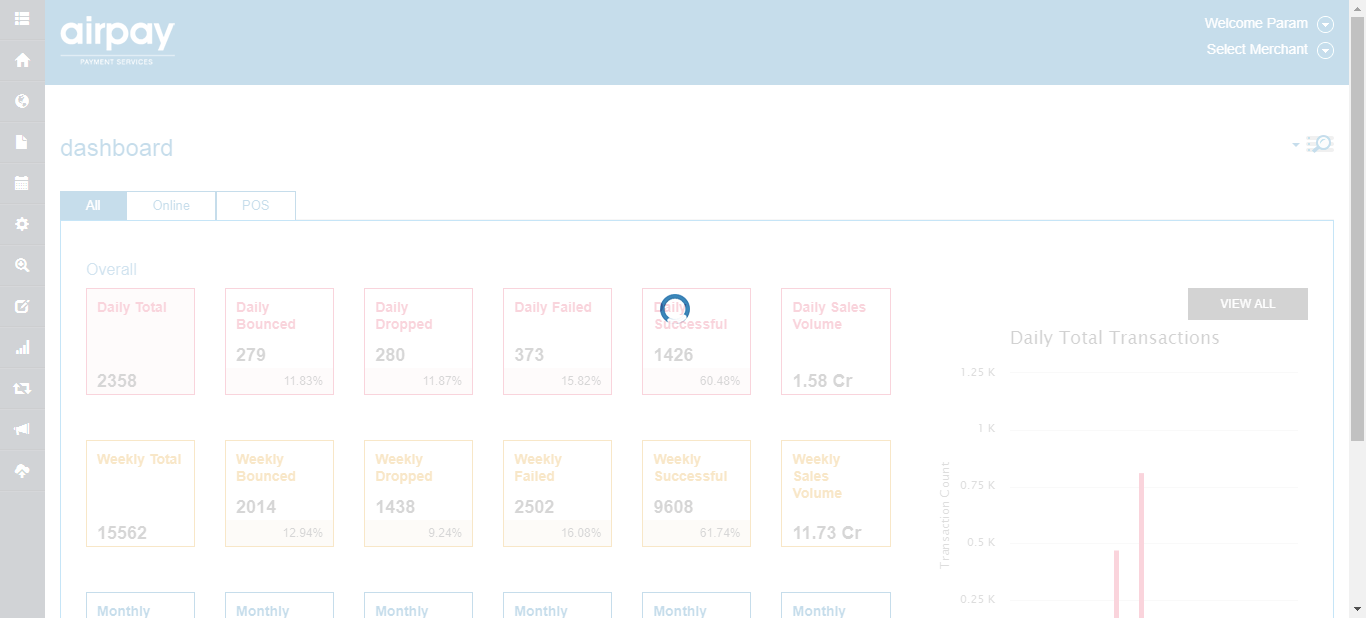 airpay
PAYMENT SERVICES
Welcome Param
Select Merchant
dashboard
All
Online
POS
Overall
Daily Total
2358
Daily
Bounced
279
11.83%
Daily
Dropped
280
11.87%
Daily Failed
373
15.82%
Daily
Successful
1426
60.48%
Daily Sales
Volume
1.58 Cr
VIEW ALL
Daily Total Transactions
1.25 K
1 K
0.75 K
0.5 K
0.25 K
Transaction Count
Weekly Total
15562
Weekly
Bounced
2014
12.94%
Weekly
Dropped
1438
9.24%
Weekly
Failed
2502
16.08%
Weekly
Successful
9608
61.74%
Weekly
Sales
Volume
11.73 Cr
Monthly
Monthly
Monthly
Monthly
Monthly
Monthly